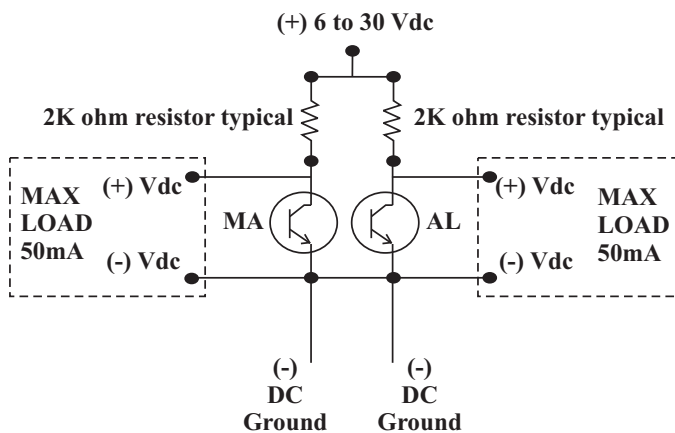 (+) 6 to 30 Vdc
2K ohm resistor typical
2K ohm resistor typical
MAX
LOAD
50mA
(+) Vdc
(-) Vdc
MA
AL
(+) Vdc
(-) Vdc
MAX
LOAD
50mA
(-)
DC
Ground
(-)
DC
Ground